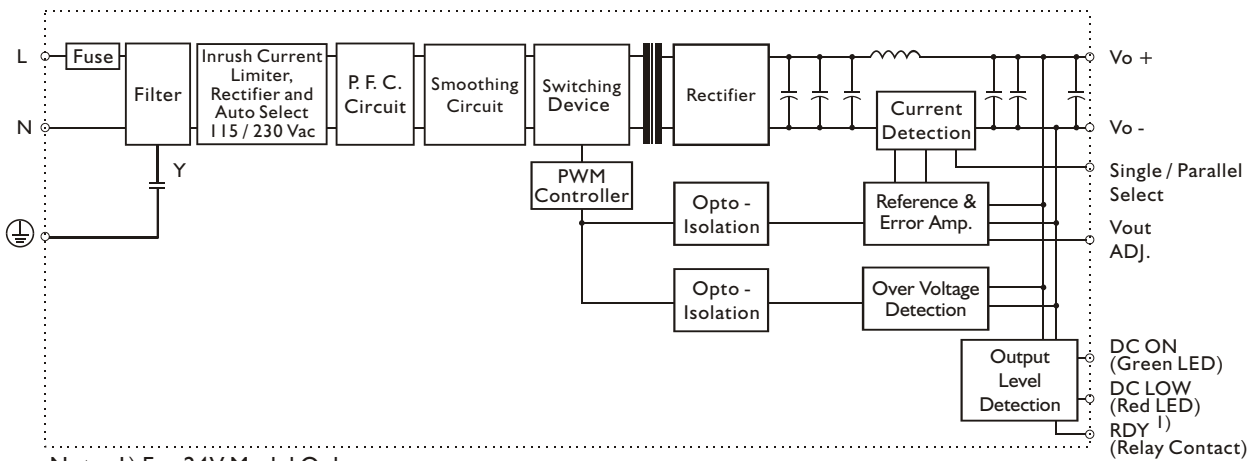 L
Fuse
N
Filter
Y
Inrush Current
Limiter,
Rectifier and
Auto Select
115 / 230 Vac
P. F. C.
Circuit
Smoothing
Circuit
Switching
Device
PWM
Controller
Rectifier
Current
Detection
Opto -
Isolation
Reference &
Error Amp.
Opto -
Isolation
Over Voltage
Detection
Output
Level
Detection
Vo +
Vo -
Single / Parallel
Select
Vout
ADJ.
DC ON
(Green LED)
DC LOW
(Red LED)
RDY 1)
(Relay Contact)